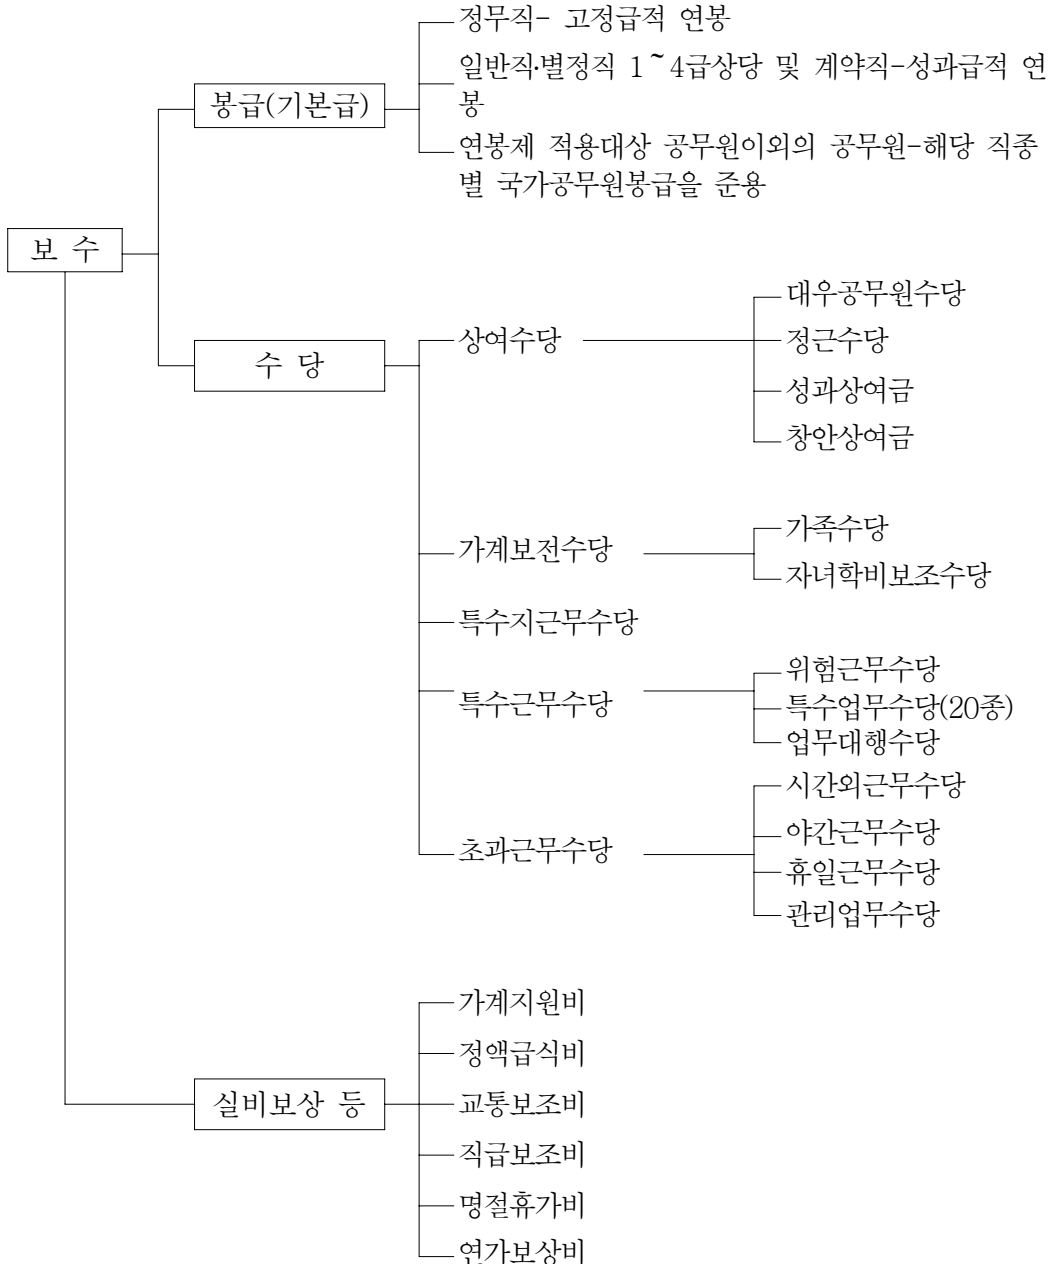 정무직- 고정급적 연봉
일반직·별정직 1~4급상당 및 계약직-성과급적 연
봉
봉급(기본급)
연봉제 적용대상 공무원이외의 공무원-해당 직종
별 국가공무원봉급을 준용
보 수
수 당
상여수당
대우공무원수당
정근수당
성과상여금
창안상여금
가계보전수당
가족수당
자녀학비보조수당
특수지근무수당
특수근무수당
위험근무수당
특수업무수당(20종)
업무대행수당
초과근무수당
시간외근무수당
야간근무수당
휴일근무수당
관리업무수당
실비보상 등
가계지원비
정액급식비
교통보조비
직급보조비
명절휴가비
연가보상비